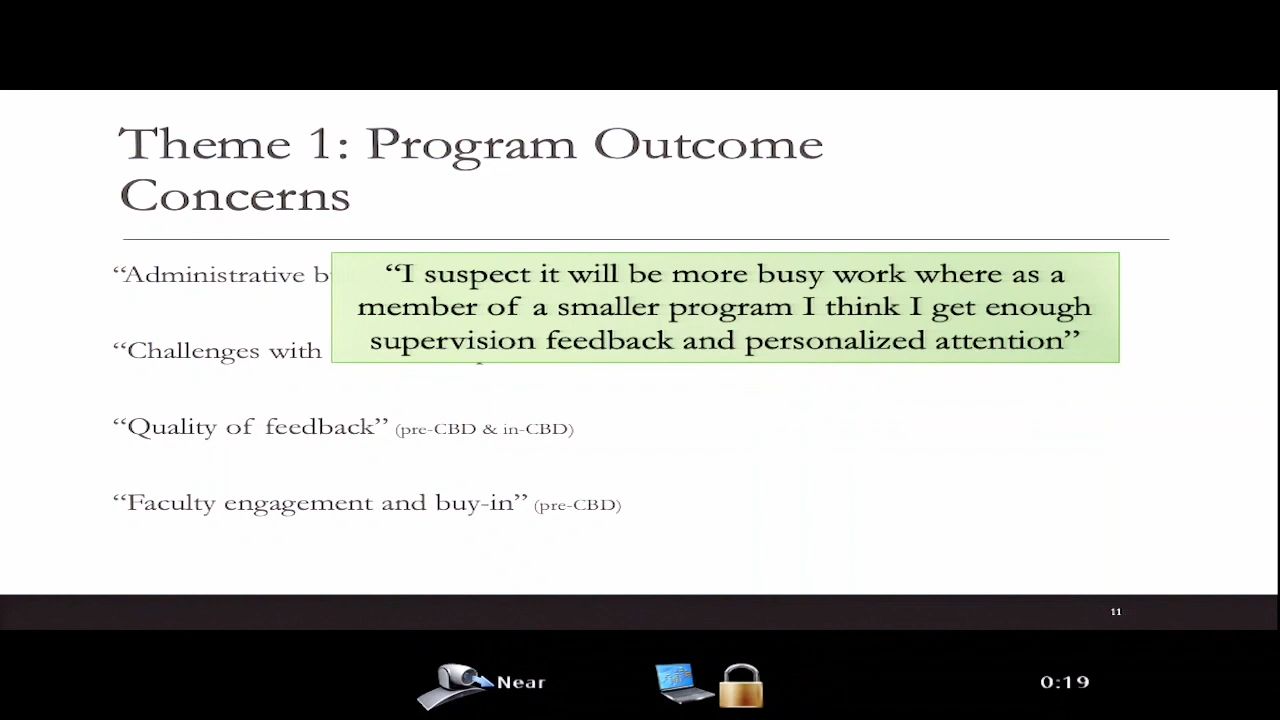 Theme 1: Program Outcome
Concerns
“Administrative
“I suspect it will be more busy work where as a
member of a smaller program I think I get enough
supervision feedback and personalized attention”
“Challenges with
“Quality of feedback” (pre-CBD & in-CBD)
“Faculty engagement and buy-in” (pre-CBD)
11
Near
0:19